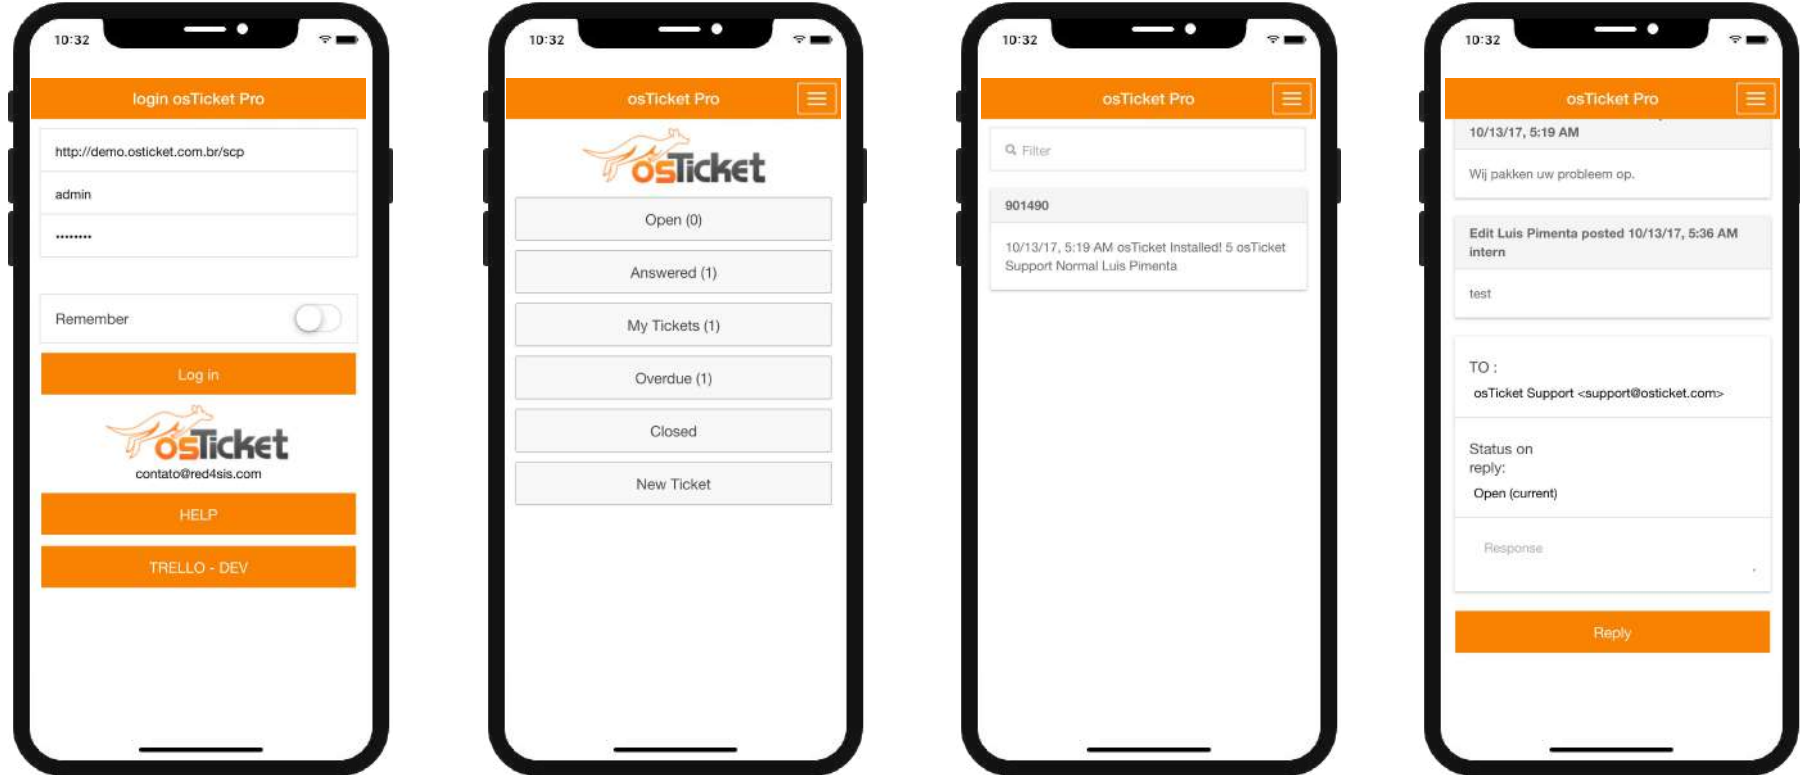 10:32
login osTicket Pro
http://demo.osticket.com.br/scp
admin
Remember
Log in
osTicket
contato@red4sis.com
HELP
TRELLO - DEV
10:32
osTicket Pro
osTicket
Open (0)
Answered (1)
My Tickets (1)
Overdue (1)
Closed
New Ticket
10:32
osTicket Pro
Filter
901490
10/13/17, 5:19 AM osTicket Installed! 5 osTicket
Support Normal Luis Pimenta
10:32
osTicket Pro
10/13/17, 5:19 AM
Wij pakken uw probleem op.
Edit Luis Pimenta posted 10/13/17, 5:36 AM
intern
test
TO :
osTicket Support <support@osticket.com>
Status on
reply:
Open (current)
Response
Reply